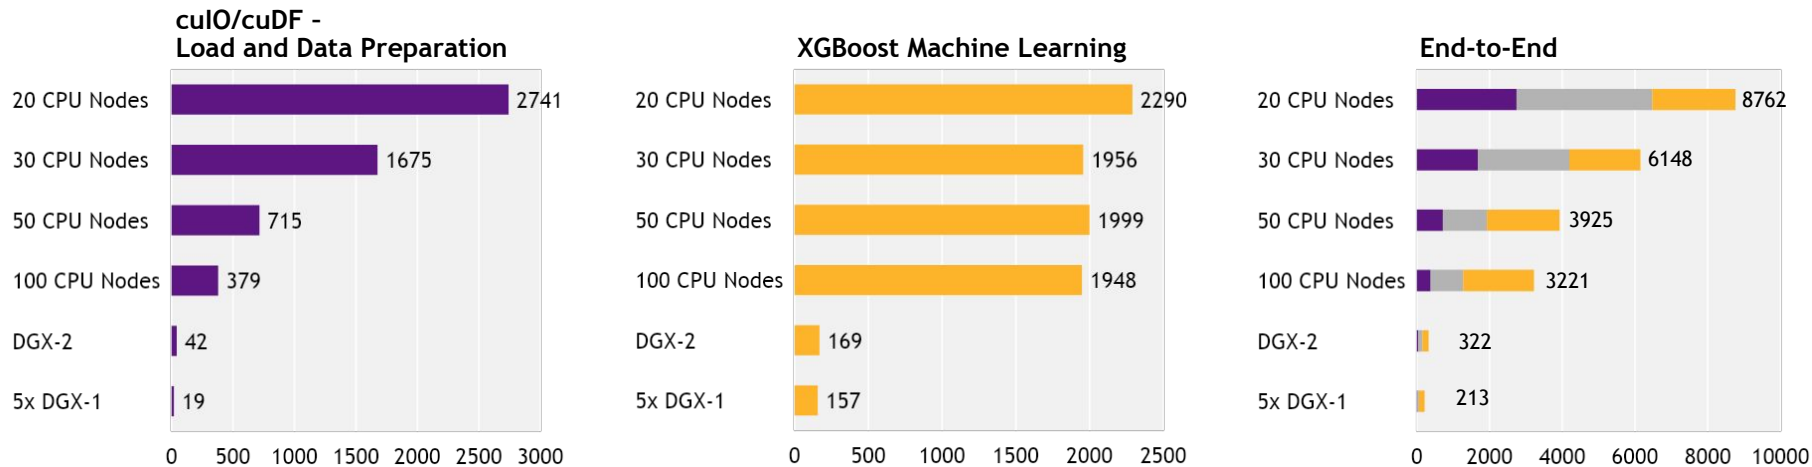 cuIO/cuDF –
Load and Data Preparation
20 CPU Nodes 2741
30 CPU Nodes 1675
50 CPU Nodes 715
100 CPU Nodes 379
DGX-2 42
5x DGX-1 19
0 500 1000 1500 2000 2500 3000
XGBoost Machine Learning
20 CPU Nodes 2290
30 CPU Nodes 1956
50 CPU Nodes 1999
100 CPU Nodes 1948
DGX-2 169
5x DGX-1 157
0 500 1000 1500 2000 2500
End-to-End
20 CPU Nodes 8762
30 CPU Nodes 6148
50 CPU Nodes 3925
100 CPU Nodes 3221
DGX-2 322
5x DGX-1 213
0 2000 4000 6000 8000 10000